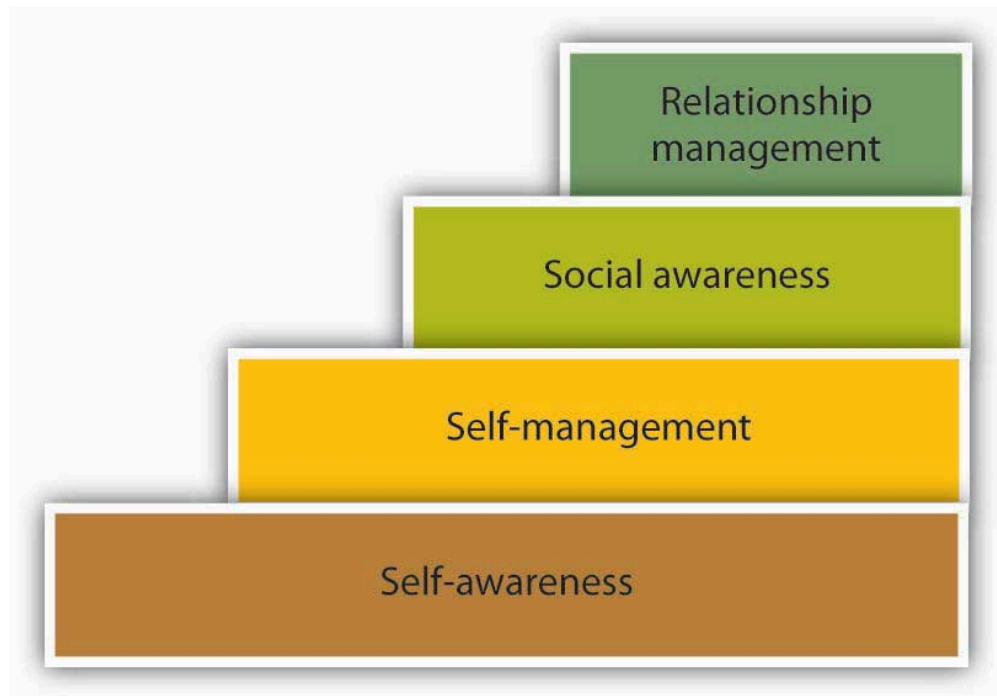 Relationship
management
Social awareness
Self-management
Self-awareness